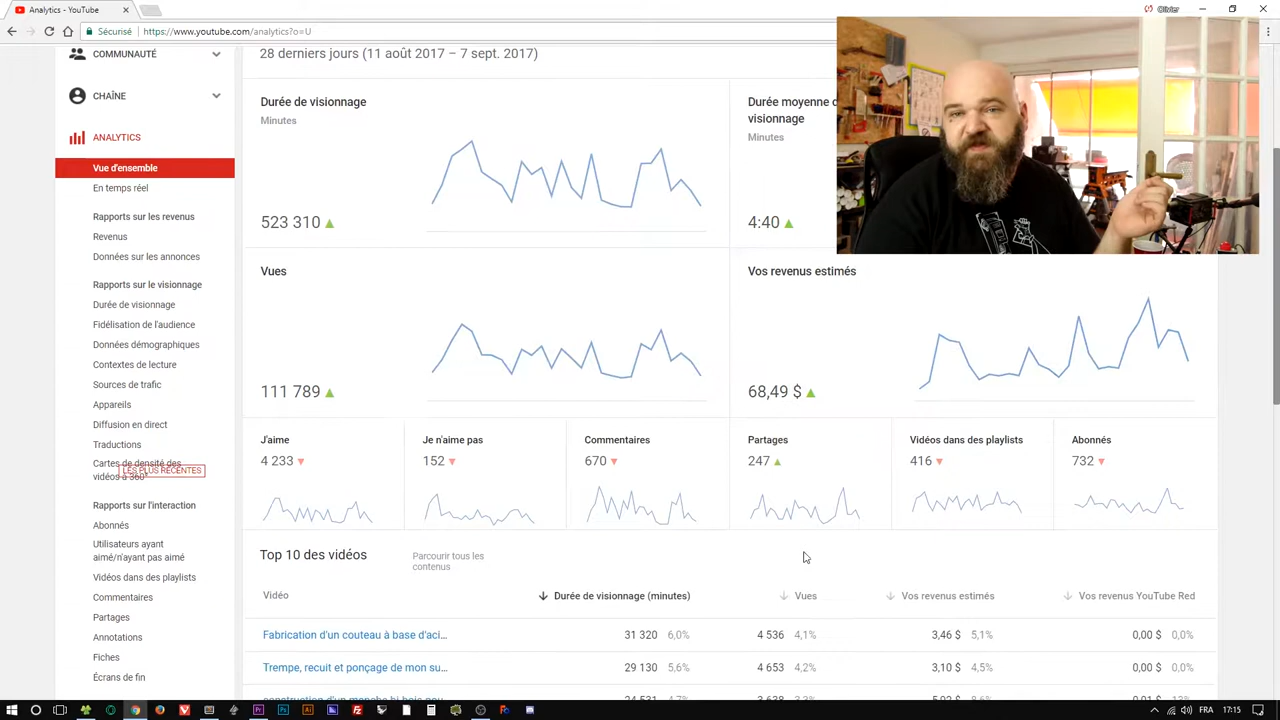 Analytics - YouTube
Olivier
Sécurisé
https://www.youtube.com/analytics?o=U
COMMUNAUTÉ
CHAÎNE
ANALYTICS
Vue d'ensemble
En temps réel
Rapports sur les revenus
Revenus
Données sur les annonces
Rapports sur le visionnage
Durée de visionnage
Fidélisation de l'audience
Données démographiques
Contextes de lecture
Sources de trafic
Appareils
Diffusion en direct
Traductions
Cartes de densité des
vidéos à 360°
LES PLUS RÉCENTES
Rapports sur l'interaction
Abonnés
Utilisateurs ayant
aimé/n'ayant pas aimé
Vidéos dans des playlists
Commentaires
Partages
Annotations
Fiches
Écrans de fin
28 derniers jours (11 août 2017 – 7 sept. 2017)
Durée de visionnage
Minutes
523 310
Durée moyenne d
visionnage
Minutes
4:40
Vues
111 789
Vos revenus estimés
68,49 $
J'aime
4 233
Je n'aime pas
152
Commentaires
670
Partages
247
Vidéos dans des playlists
416
Abonnés
732
Top 10 des vidéos
Parcourir tous les
contenus
Vidéo Durée de visionnage (minutes) Vues Vos revenus estimés Vos revenus YouTube Red
Fabrication d'un couteau à base d'aci... 31 320 6,0% 4 536 4,1% 3,46 $ 5,1% 0,00 $ 0,0%
Trempe, recuit et ponçage de mon su... 29 130 5,6% 4 653 4,2% 3,10 $ 4,5% 0,00 $ 0,0%
FRA
17:15